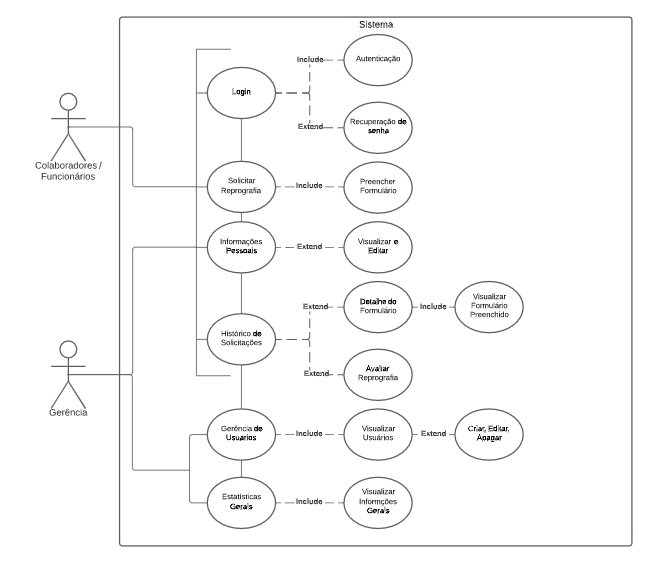 Sistema
Include
Autenticação
Login
Extend
Recuperação de
senha
Colaboradores /
Funcionários
Solicitar
Reprografia
Include
Preencher
Formulário
Informações
Pessoais
Extend
Visualizar e
Editar
Extend
Detalhe do
Formulário
Include
Visualizar
Formulário
Preenchido
Histórico de
Solicitações
Extend
Avaliar
Reprografia
Gerência
Gerência de
Usuarios
Include
Visualizar
Usuários
Extend
Criar, Editar,
Apagar
Estatísticas
Gerais
Include
Visualizar
Informções
Gerais